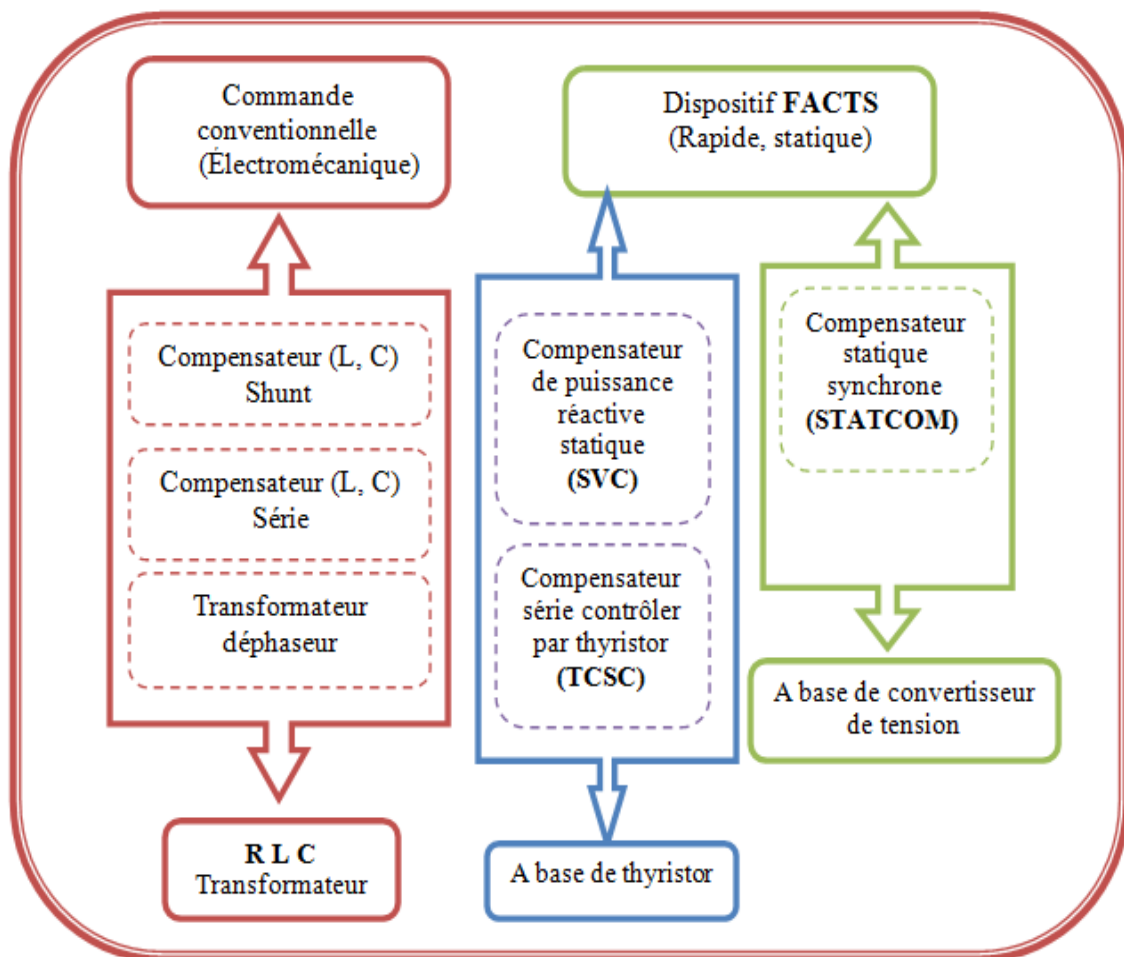 Commande
conventionnelle
(Électromécanique)
Dispositif FACTS
(Rapide, statique)
Compensateur (L, C)
Shunt
Compensateur (L, C)
Série
Transformateur
déphaseur
Compensateur
de puissance
réactive
statique
(SVC)
Compensateur
série contrôler
par thyristor
(TCSC)
Compensateur
statique
synchrone
(STATCOM)
R L C
Transformateur
A base de thyristor
A base de convertisseur
de tension